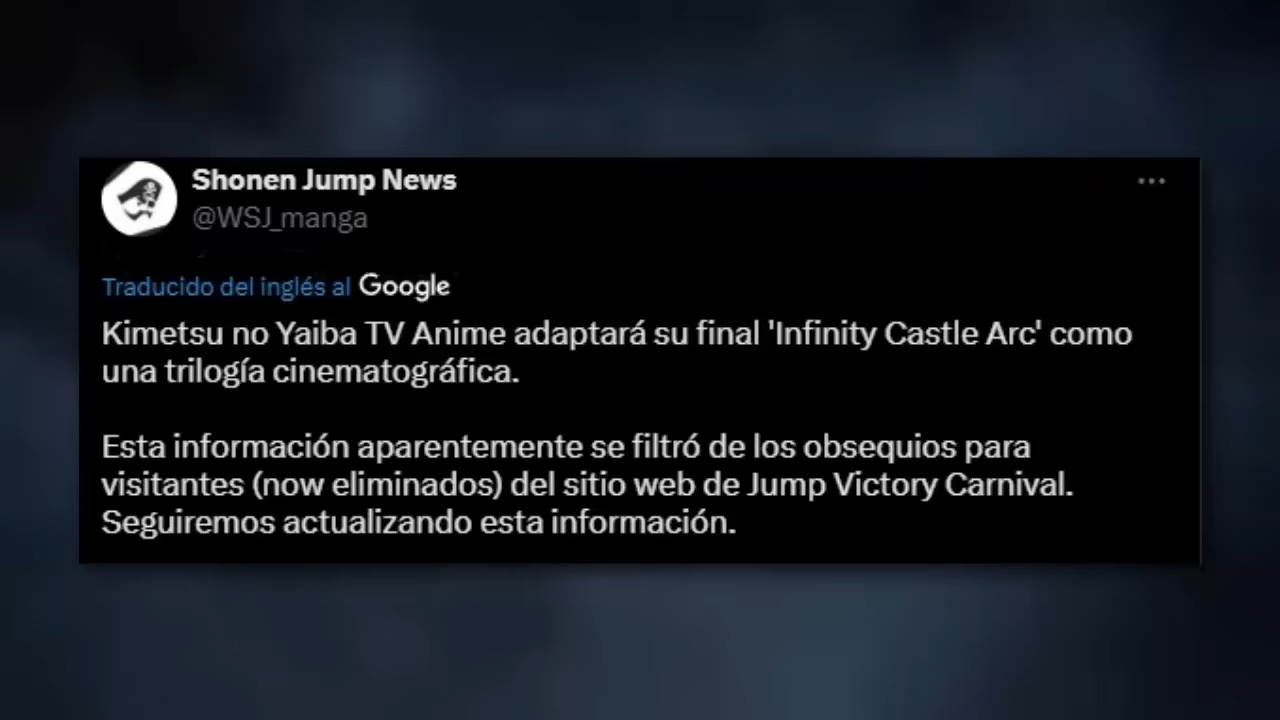 Shonen Jump News
@WSJ_manga
Traducido del inglés al Google
Kimetsu no Yaiba TV Anime adaptará su final 'Infinity Castle Arc' como
una trilogía cinematográfica.
Esta información aparentemente se filtró de los obsequios para
visitantes (now eliminados) del sitio web de Jump Victory Carnival.
Seguiremos actualizando esta información.